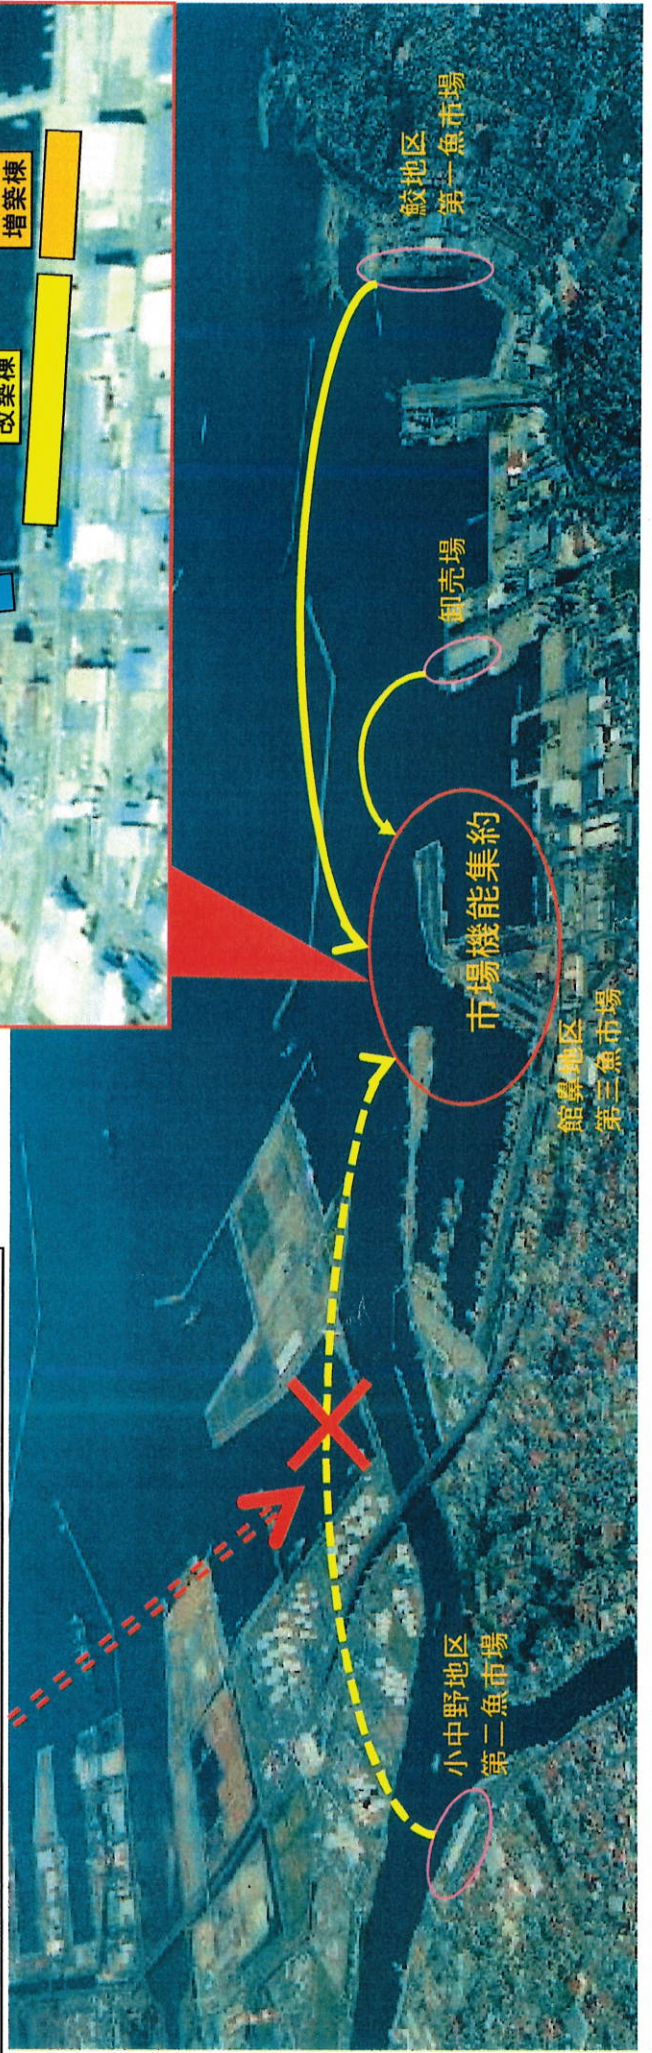 増築棟
改築棟
鮫地区
第一魚市場
卸売場
市場機能集約
館鼻地区
第三魚市場
小中野地区
第二魚市場